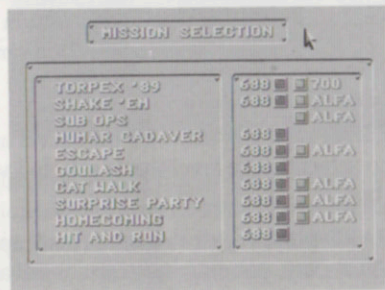 MISSION SELECTION
TORPEX '89 688 700
SHAKE 'EM 688 ALFA
SUB OPS ALFA
HUMAR CADAVER 688
ESCAPE 688 ALFA
GOULASH 688
CAT WALK 688 ALFA
SURPRISE PARTY 688 ALFA
HOMECOMING 688 ALFA
HIT AND RUN 688